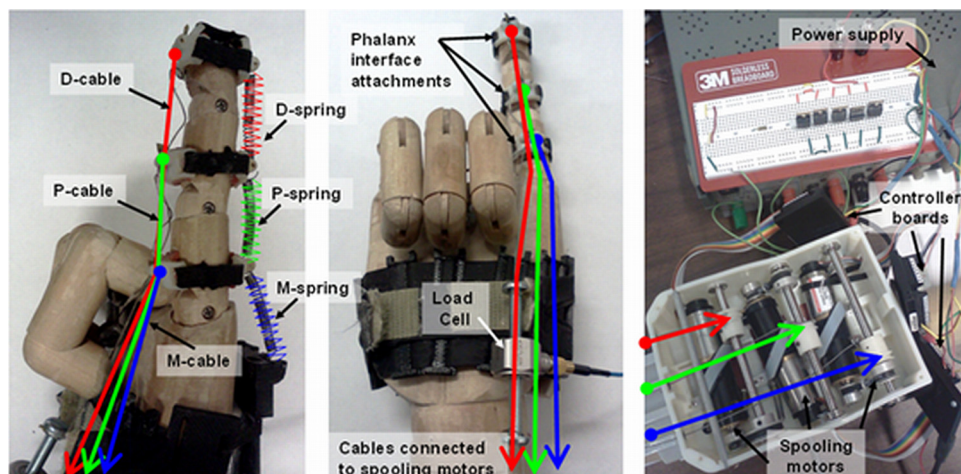 D-cable
D-spring
P-cable
P-spring
M-spring
M-cable
Phalanx
interface
attachments
Load
Cell
Cables connected
to spooling motors
Power supply
3M
SOLDERLESS
BREADBOARD
Controller
boards
Spooling
motors